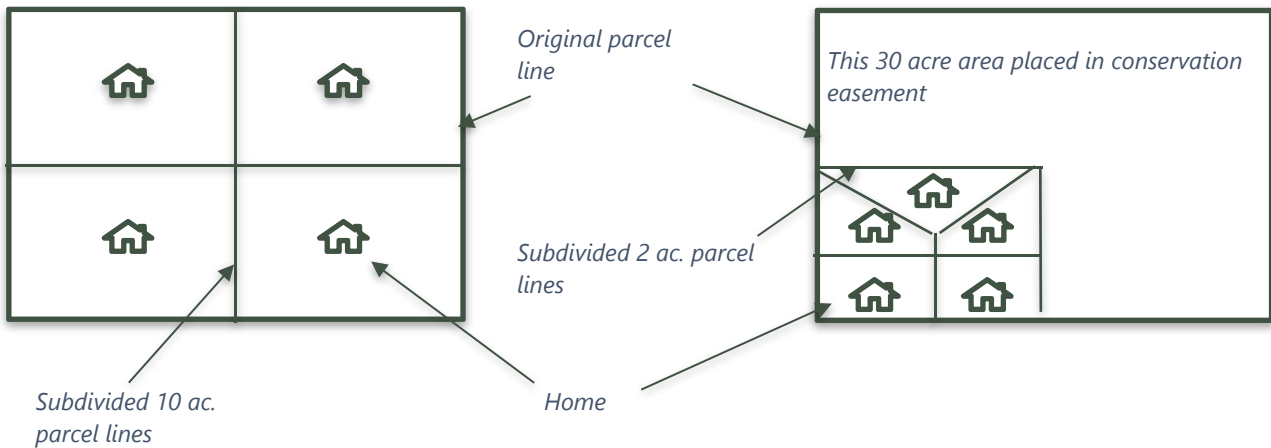 Original parcel
line
This 30 acre area placed in conservation
easement
Subdivided 2 ac. parcel
lines
Subdivided 10 ac.
parcel lines
Home